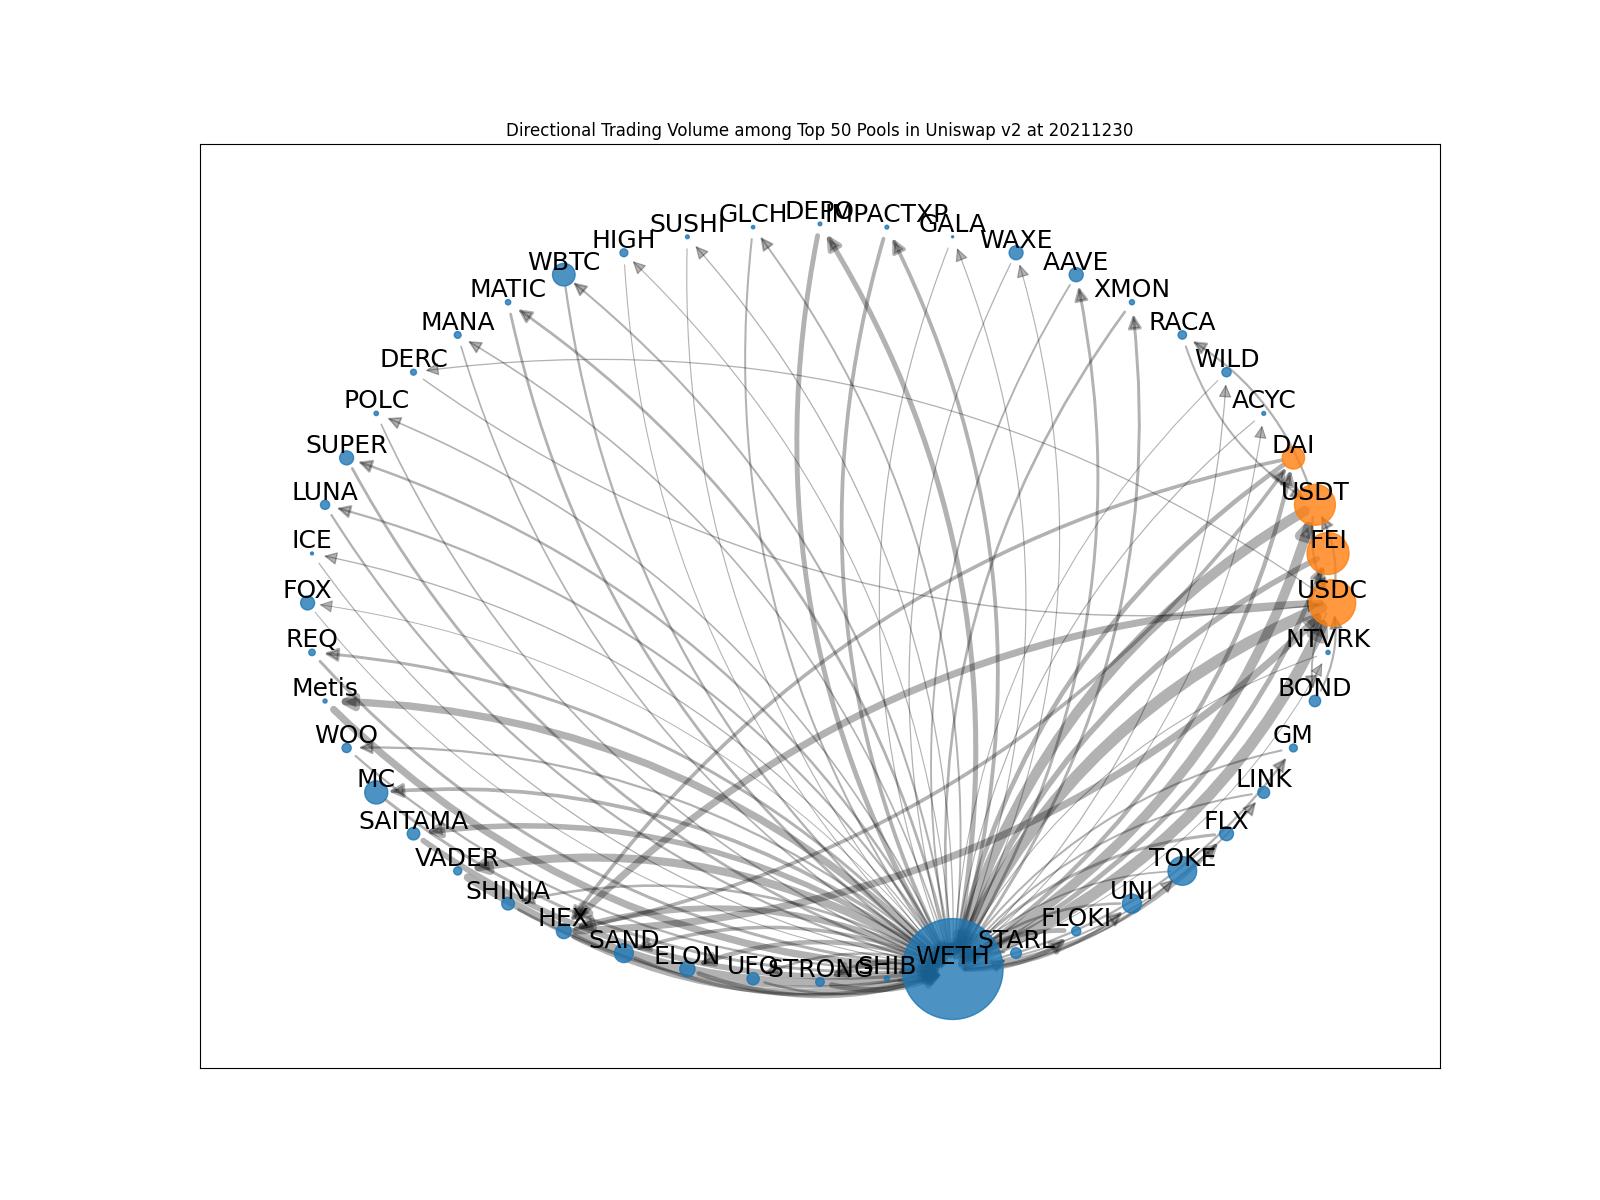 Directional Trading Volume among Top 50 Pools in Uniswap v2 at 20211230
DEPO
GLCH
IMPACTXP
SUSHI
GALA
HIGH
WAXE
WBTC
AAVE
MATIC
XMON
MANA
RACA
DERC
WILD
POLC
ACYC
SUPER
DAI
LUNA
USDT
ICE
FEI
FOX
USDC
REQ
NTVRK
Metis
BOND
WOO
GM
MC
LINK
SAITAMA
FLX
VADER
TOKE
SHINJA
UNI
HEX
FLOKI
SAND
STARL
ELON
WETH
UFO
STRONG
SHIB